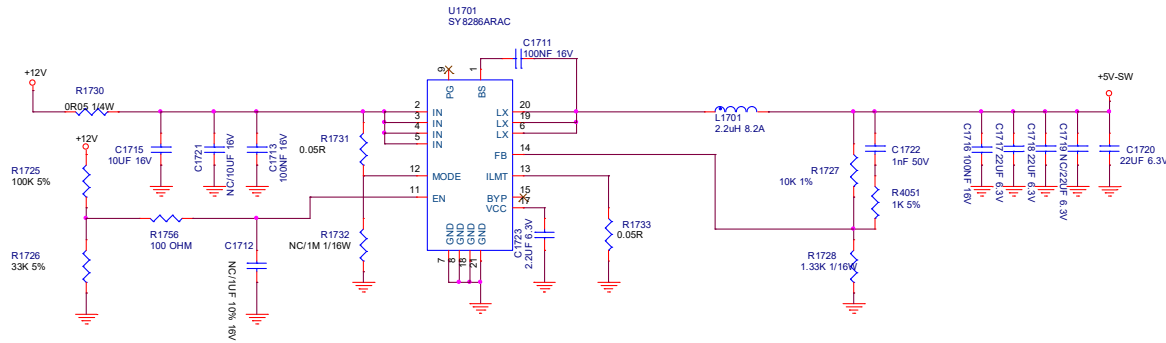 U1701
SY8286ARAC
C1711
100NF 16V
+12V
R1730
0R05 1/4W
+12V
R1725
100K 5%
R1726
33K 5%
R1756
100 OHM
C1715
10UF 16V
C1721
NC/10UF 16V
C1713
100NF 16V
C1712
NC/1UF 10% 16V
R1731
0.05R
R1732
NC/1M 1/16W
9
PG
1
BS
2
IN
3
IN
4
IN
5
IN
12
MODE
11
EN
20
LX
19
LX
6
LX
14
FB
13
ILMT
15
BYP
17
VCC
GND
GND
GND
GND
7
8
18
21
C1723
2.2UF 6.3V
R1733
0.05R
L1701
2.2uH 8.2A
R1727
10K 1%
C1722
1nF 50V
R4051
1K 5%
R1728
1.33K 1/16W
+5V-SW
C1716 100NF 16V
C1717 22UF 6.3V
C1718 22UF 6.3V
C1719 NC/22UF 6.3V
C1720
22UF 6.3V